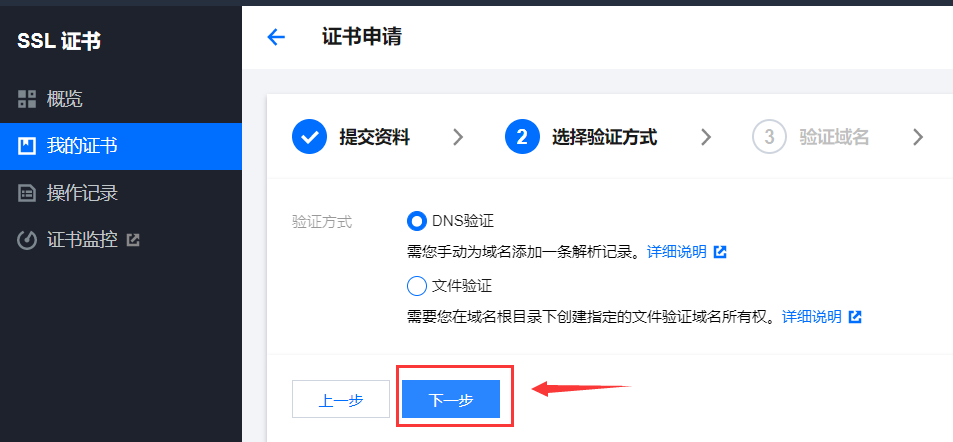 SSL 证书
证书申请
概览
我的证书
操作记录
证书监控
提交资料
2 选择验证方式
3 验证域名
验证方式
DNS验证
需您手动为域名添加一条解析记录。 详细说明
文件验证
需要您在域名根目录下创建指定的文件验证域名所有权。 详细说明
上一步
下一步